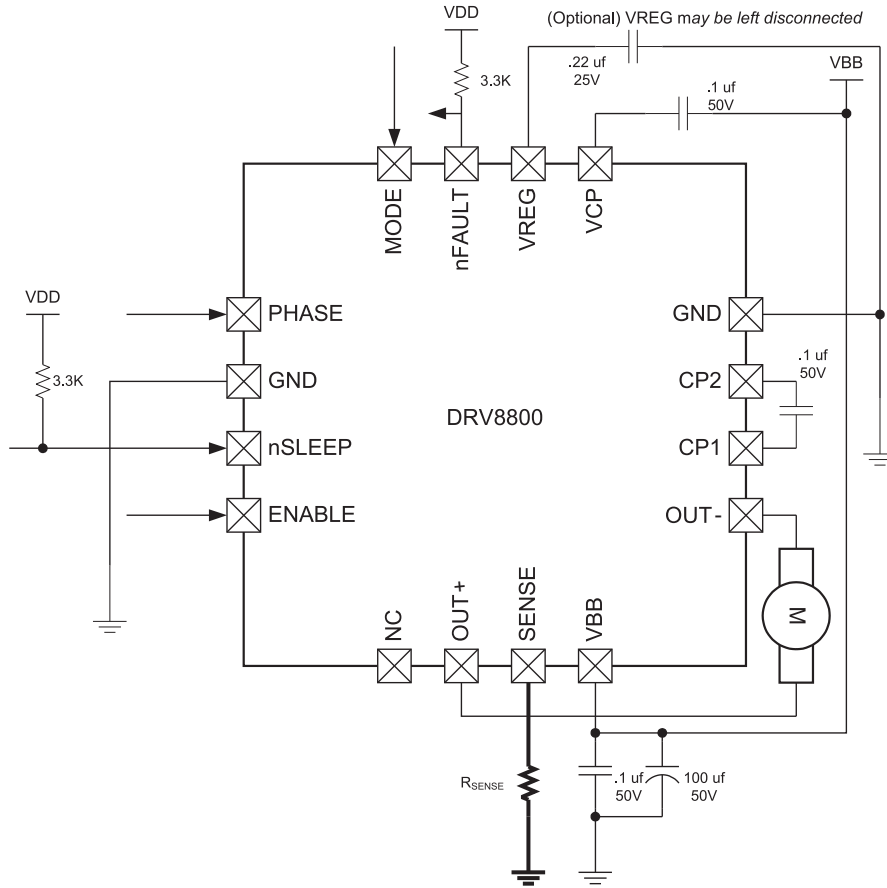 VDD
(Optional) VREG may be left disconnected
.22 uf
25V
VBB
3.3K
.1 uf
50V
MODE
nFAULT
VREG
VCP
VDD
PHASE
GND
3.3K
GND
CP2
.1 uf
50V
DRV8800
nSLEEP
CP1
ENABLE
OUT-
NC
OUT+
SENSE
VBB
M
RSENSE
.1 uf
50V
100 uf
50V